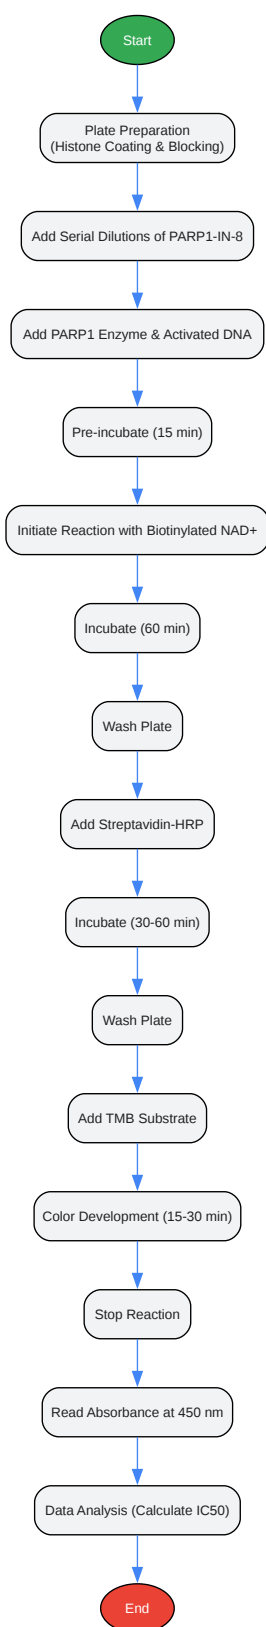 Start
Plate Preparation
(Histone Coating & Blocking)
Add Serial Dilutions of PARP1-IN-8
Add PARP1 Enzyme & Activated DNA
Pre-incubate (15 min)
Initiate Reaction with Biotinylated NAD+
Incubate (60 min)
Wash Plate
Add Streptavidin-HRP
Incubate (30-60 min)
Wash Plate
Add TMB Substrate
Color Development (15-30 min)
Stop Reaction
Read Absorbance at 450 nm
Data Analysis (Calculate IC50)
End